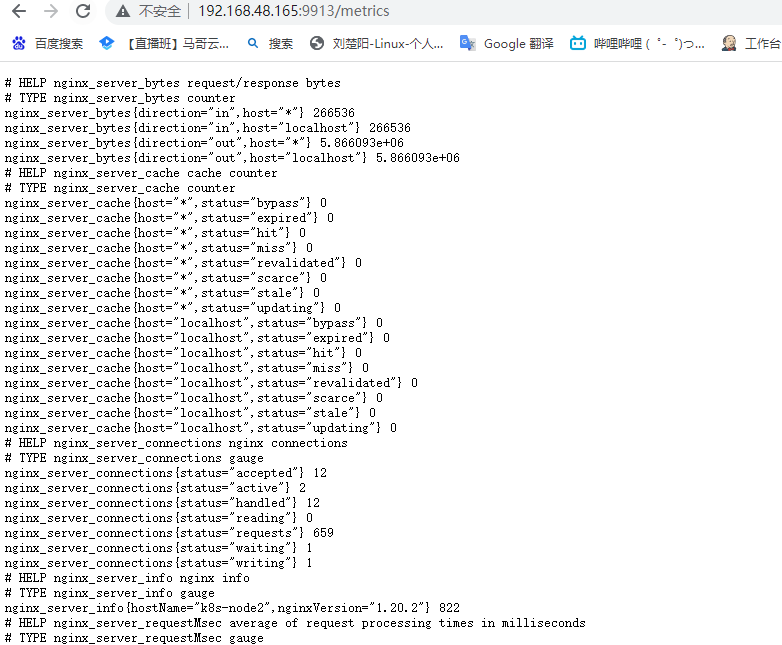 不安全 | 192.168.48.165:9913/metrics
百度搜索 【直播班】马哥云... 搜索 刘楚阳-Linux-个人... Google 翻译 哔哩哔哩 (゜-゜)つ... 工作台
# HELP nginx_server_bytes request/response bytes
# TYPE nginx_server_bytes counter
nginx_server_bytes{direction="in",host="*"} 266536
nginx_server_bytes{direction="in",host="localhost"} 266536
nginx_server_bytes{direction="out",host="*"} 5.866093e+06
nginx_server_bytes{direction="out",host="localhost"} 5.866093e+06
# HELP nginx_server_cache cache counter
# TYPE nginx_server_cache counter
nginx_server_cache{host="*",status="bypass"} 0
nginx_server_cache{host="*",status="expired"} 0
nginx_server_cache{host="*",status="hit"} 0
nginx_server_cache{host="*",status="miss"} 0
nginx_server_cache{host="*",status="revalidated"} 0
nginx_server_cache{host="*",status="scarce"} 0
nginx_server_cache{host="*",status="stale"} 0
nginx_server_cache{host="*",status="updating"} 0
nginx_server_cache{host="localhost",status="bypass"} 0
nginx_server_cache{host="localhost",status="expired"} 0
nginx_server_cache{host="localhost",status="hit"} 0
nginx_server_cache{host="localhost",status="miss"} 0
nginx_server_cache{host="localhost",status="revalidated"} 0
nginx_server_cache{host="localhost",status="scarce"} 0
nginx_server_cache{host="localhost",status="stale"} 0
nginx_server_cache{host="localhost",status="updating"} 0
# HELP nginx_server_connections nginx connections
# TYPE nginx_server_connections gauge
nginx_server_connections{status="accepted"} 12
nginx_server_connections{status="active"} 2
nginx_server_connections{status="handled"} 12
nginx_server_connections{status="reading"} 0
nginx_server_connections{status="requests"} 659
nginx_server_connections{status="waiting"} 1
nginx_server_connections{status="writing"} 1
# HELP nginx_server_info nginx info
# TYPE nginx_server_info gauge
nginx_server_info{hostName="k8s-node2",nginxVersion="1.20.2"} 822
# HELP nginx_server_requestMsec average of request processing times in milliseconds
# TYPE nginx_server_requestMsec gauge